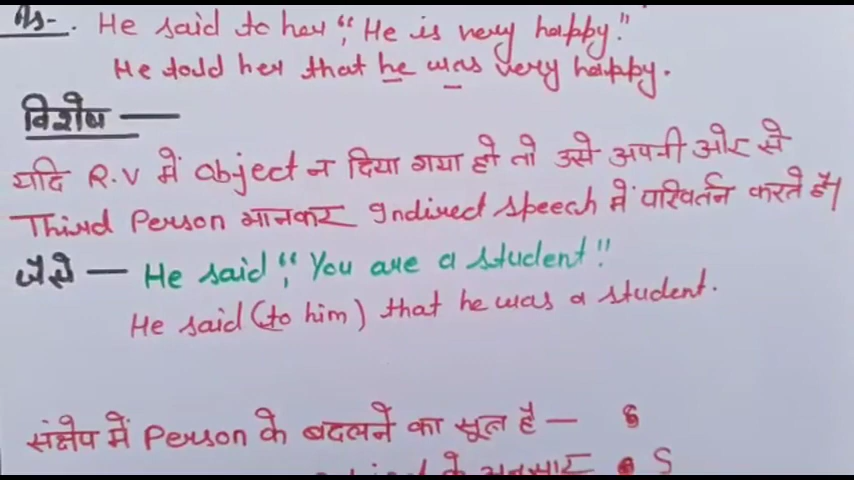 As-. He said to her, "He is very happy."
He told her that he was very happy.
विशेष —
यदि R.V में object न दिया गया हो तो उसे अपनी ओर से
Third Person मानकर Indirect speech में परिवर्तन करते है।
जैसे — He said, "You are a student."
He said (to him) that he was a student.
संक्षेप में Person के बदलने का सूत्र है — S
के अनुसार S